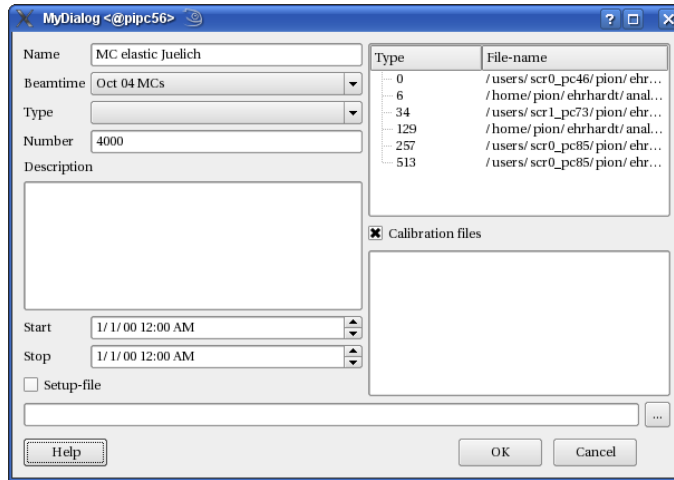 MyDialog <@pipc56>
Name MC elastic Juelich
Beamtime Oct 04 MCs
Type
Number 4000
Description
Start 1/1/00 12:00 AM
Stop 1/1/00 12:00 AM
Setup-file
Type File-name
0 /users/scr0_pc46/pion/ehr...
6 /home/pion/ehrhardt/anal...
34 /users/scr1_pc73/pion/ehr...
129 /home/pion/ehrhardt/anal...
257 /users/scr0_pc85/pion/ehr...
513 /users/scr0_pc85/pion/ehr...
Calibration files
...
Help OK Cancel